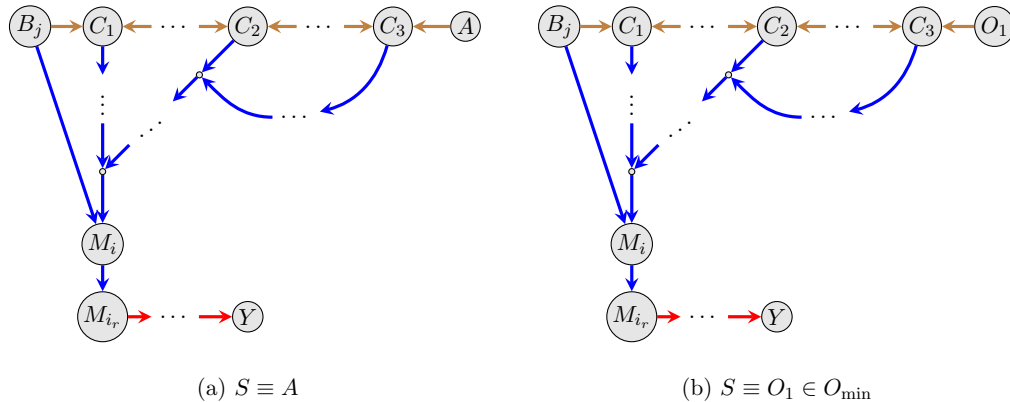 B_j C_1 ... C_2 ... C_3 A
...
...
...
M_i
M_{i_r} ... Y
(a) S ≡ A
B_j C_1 ... C_2 ... C_3 O_1
...
...
...
M_i
M_{i_r} ... Y
(b) S ≡ O_1 ∈ O_min